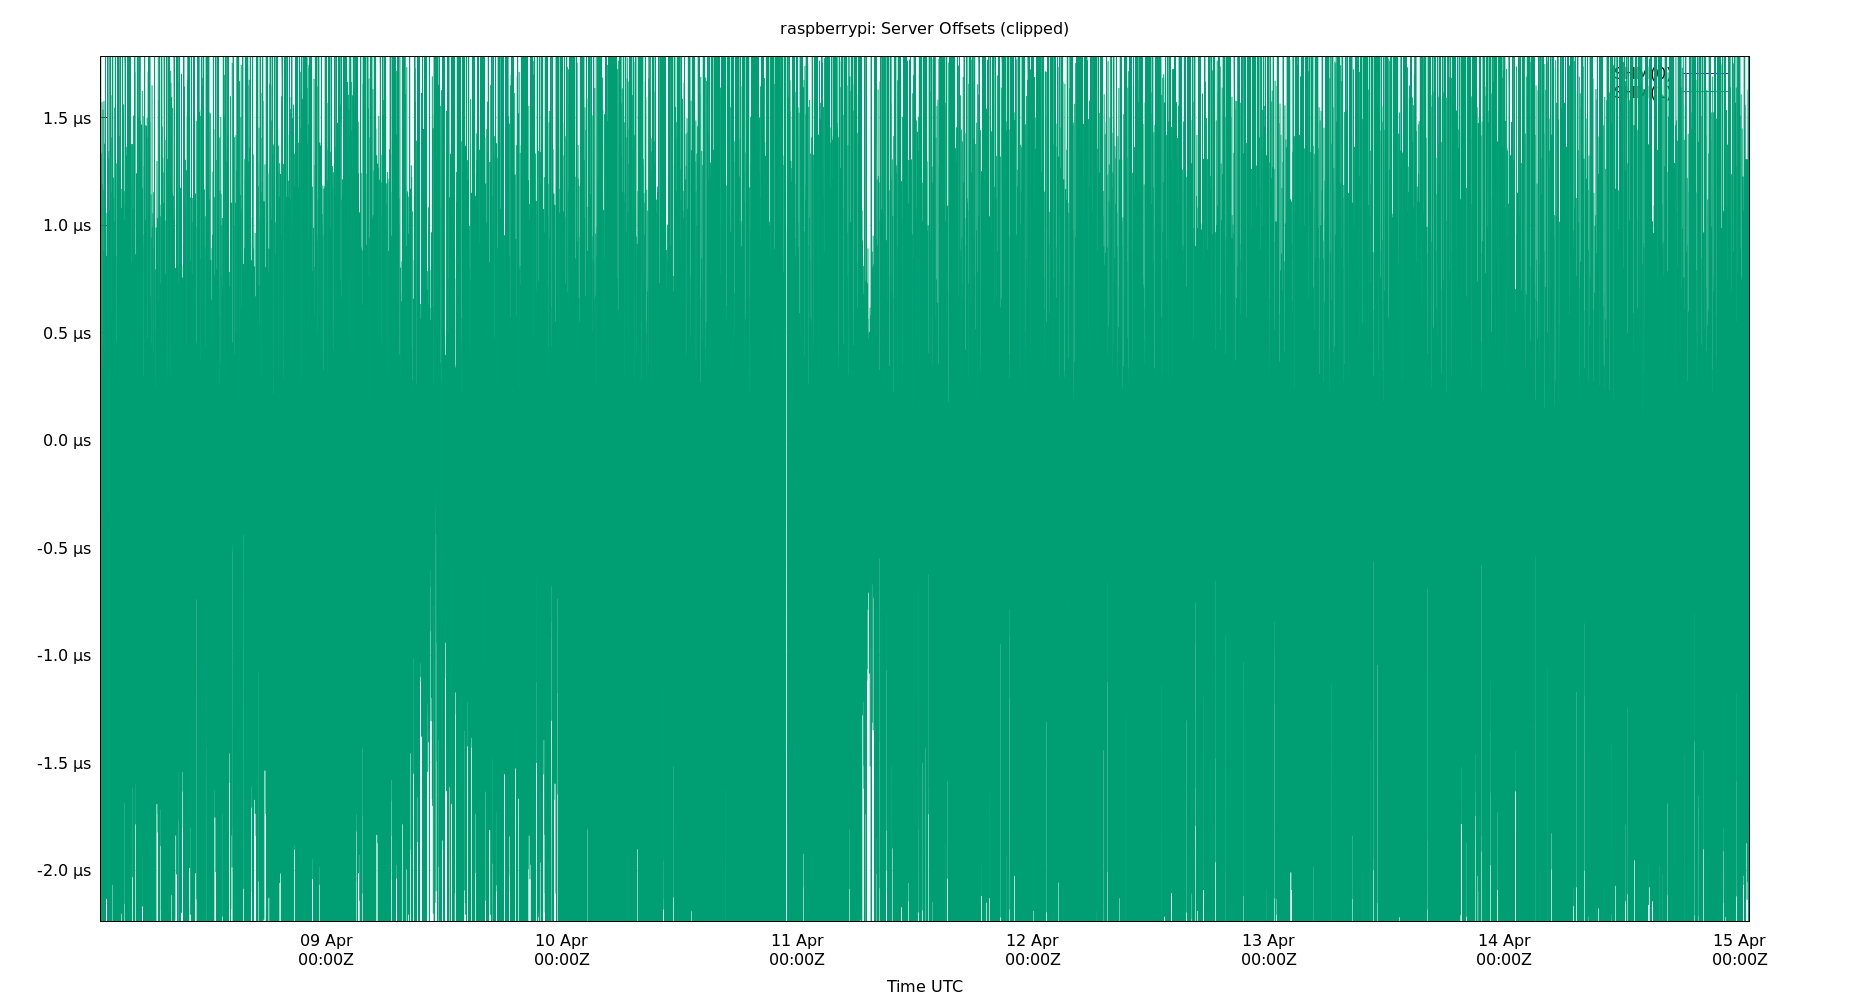 raspberrypi: Server Offsets (clipped)
SHM(0)
1.5 µs
1.0 µs
0.5 µs
0.0 µs
-0.5 µs
-1.0 µs
-1.5 µs
-2.0 µs
09 Apr 10 Apr 11 Apr 12 Apr 13 Apr 14 Apr 15 Apr
00:00Z 00:00Z 00:00Z 00:00Z 00:00Z 00:00Z 00:00Z
Time UTC